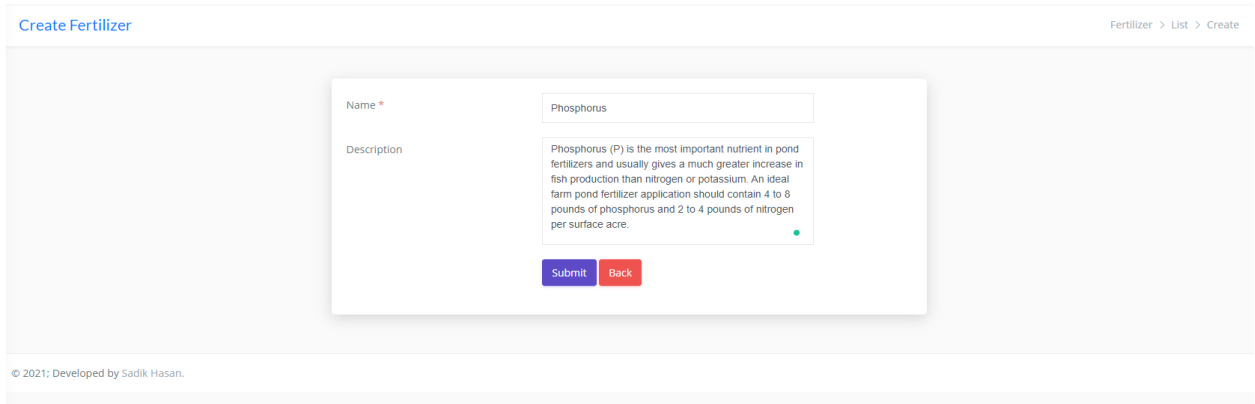 Create Fertilizer
Fertilizer > List > Create
Name *
Phosphorus
Description
Phosphorus (P) is the most important nutrient in pond
fertilizers and usually gives a much greater increase in
fish production than nitrogen or potassium. An ideal
farm pond fertilizer application should contain 4 to 8
pounds of phosphorus and 2 to 4 pounds of nitrogen
per surface acre.
Submit Back
© 2021; Developed by Sadik Hasan.